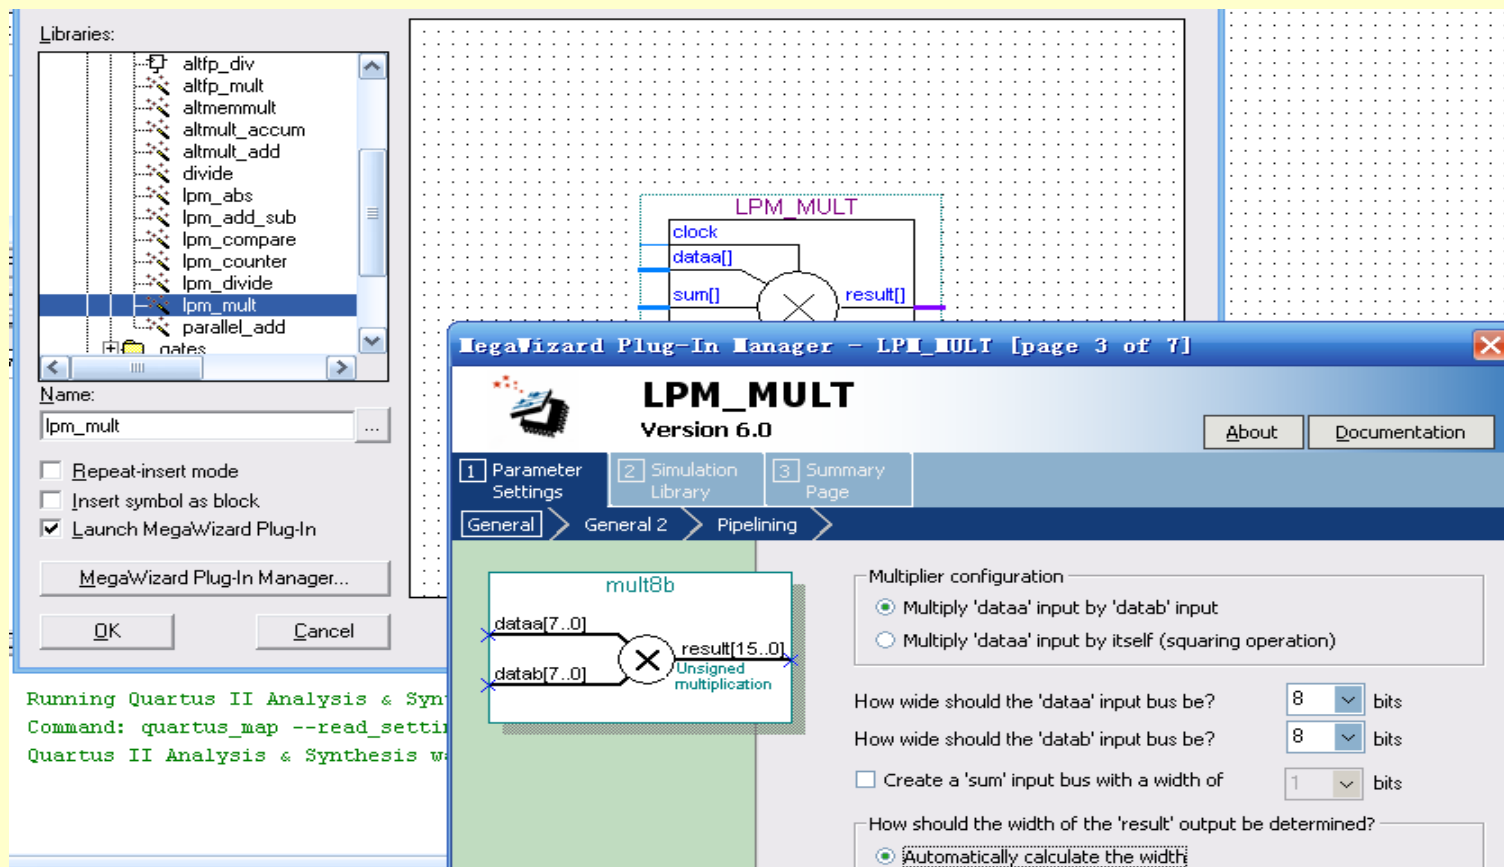 Libraries:
altfp_div
altfp_mult
altmemmult
altmult_accum
altmult_add
divide
lpm_abs
lpm_add_sub
lpm_compare
lpm_counter
lpm_divide
lpm_mult
parallel_add
gates
Name:
lpm_mult
...
Repeat-insert mode
Insert symbol as block
Launch MegaWizard Plug-In
MegaWizard Plug-In Manager...
OK
Cancel
LPM_MULT
clock
dataa[]
sum[]
result[]
Running Quartus II Analysis & Syn
Command: quartus_map --read_settin
Quartus II Analysis & Synthesis w
MegaWizard Plug-In Manager - LPM_MULT [page 3 of 7]
LPM_MULT
Version 6.0
About
Documentation
1 Parameter Settings
2 Simulation Library
3 Summary Page
General
General 2
Pipelining
mult8b
dataa[7..0]
result[15..0]
datab[7..0]
Unsigned
multiplication
Multiplier configuration
Multiply 'dataa' input by 'datab' input
Multiply 'dataa' input by itself (squaring operation)
How wide should the 'dataa' input bus be? 8 bits
How wide should the 'datab' input bus be? 8 bits
Create a 'sum' input bus with a width of 1 bits
How should the width of the 'result' output be determined?
Automatically calculate the width